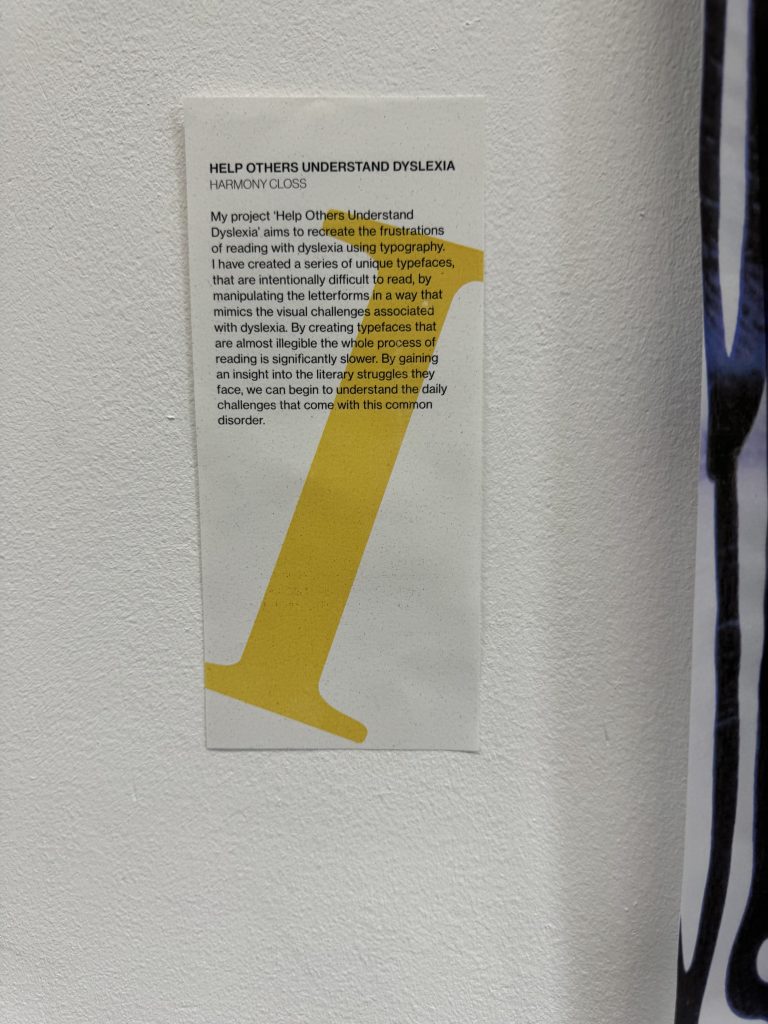 HELP OTHERS UNDERSTAND DYSLEXIA
HARMONY CLOSS
My project 'Help Others Understand
Dyslexia' aims to recreate the frustrations
of reading with dyslexia using typography.
I have created a series of unique typefaces,
that are intentionally difficult to read, by
manipulating the letterforms in a way that
mimics the visual challenges associated
with dyslexia. By creating typefaces that
are almost illegible the whole process of
reading is significantly slower. By gaining
an insight into the literary struggles they
face, we can begin to understand the daily
challenges that come with this common
disorder.
I